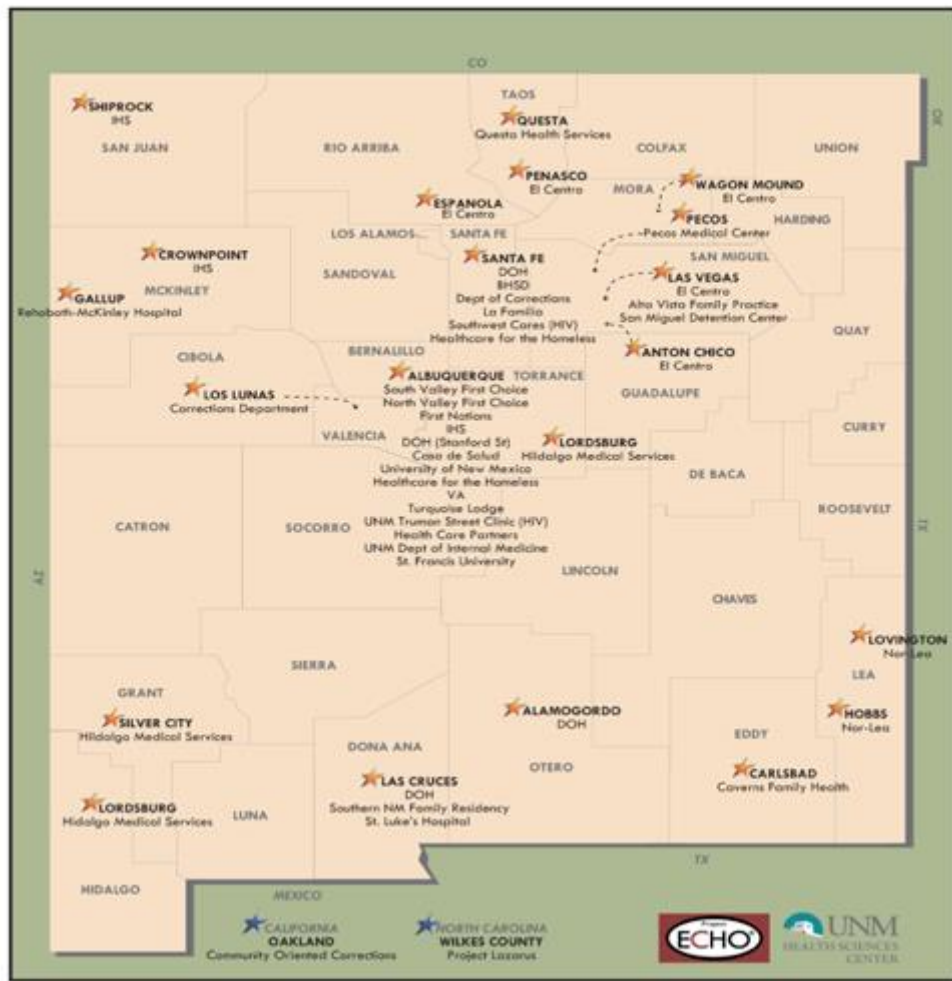 CO
OK
TAOS
SHIPROCK
IHS
SAN JUAN
RIO ARRIBA
QUESTA
Questa Health Services
COLFAX
UNION
PENASCO
El Centro
MORA
WAGON MOUND
El Centro
ESPANOLA
El Centro
PECOS
Pecos Medical Center
HARDING
LOS ALAMOS
SANTA FE
CROWNPOINT
IHS
MCKINLEY
SANDOVAL
SANTA FE
DOH
BHSD
Dept of Corrections
La Familia
Southwest Cares (HIV)
Healthcare for the Homeless
SAN MIGUEL
LAS VEGAS
El Centro
Alta Vista Family Practice
San Miguel Detention Center
GALLUP
Rehoboth-McKinley Hospital
QUAY
CIBOLA
BERNALILLO
ANTON CHICO
El Centro
LOS LUNAS
Corrections Department
ALBUQUERQUE
South Valley First Choice
North Valley First Choice
First Nations
IHS
DOH (Stanford St)
Casa de Salud
University of New Mexico
Healthcare for the Homeless
VA
Turquoise Lodge
UNM Truman Street Clinic (HIV)
Health Care Partners
UNM Dept of Internal Medicine
St. Francis University
TORRANCE
GUADALUPE
VALENCIA
LORDSBURG
Hildalgo Medical Services
CURRY
DE BACA
ROOSEVELT
CATRON
SOCORRO
TX
AZ
LINCOLN
CHAVES
LOVINGTON
Nor-Lea
LEA
SIERRA
GRANT
SILVER CITY
Hildalgo Medical Services
ALAMOGORDO
DOH
HOBBS
Nor-Lea
DONA ANA
OTERO
EDDY
CARLSBAD
Caverns Family Health
LAS CRUCES
DOH
Southern NM Family Residency
St. Luke's Hospital
LORDSBURG
Hidalgo Medical Services
LUNA
TX
HIDALGO
MEXICO
CALIFORNIA
OAKLAND
Community Oriented Corrections
NORTH CAROLINA
WILKES COUNTY
Project Lazarus
Project
ECHO®
UNM
HEALTH SCIENCES
CENTER